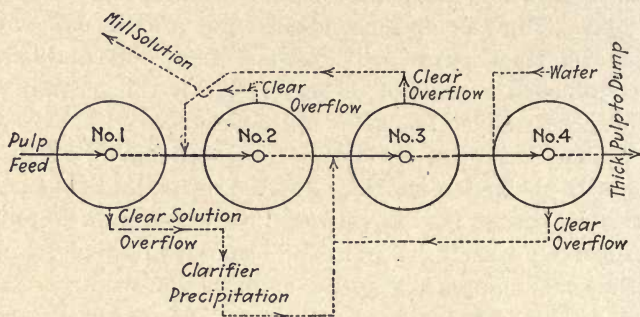 Mill Solution
Clear
Overflow
Clear
Overflow
Water
Thick Pulp to Dump
Pulp
Feed
No.1
No.2
No.3
No.4
Clear Solution
Overflow
Clarifier
Precipitation
Clear
Overflow